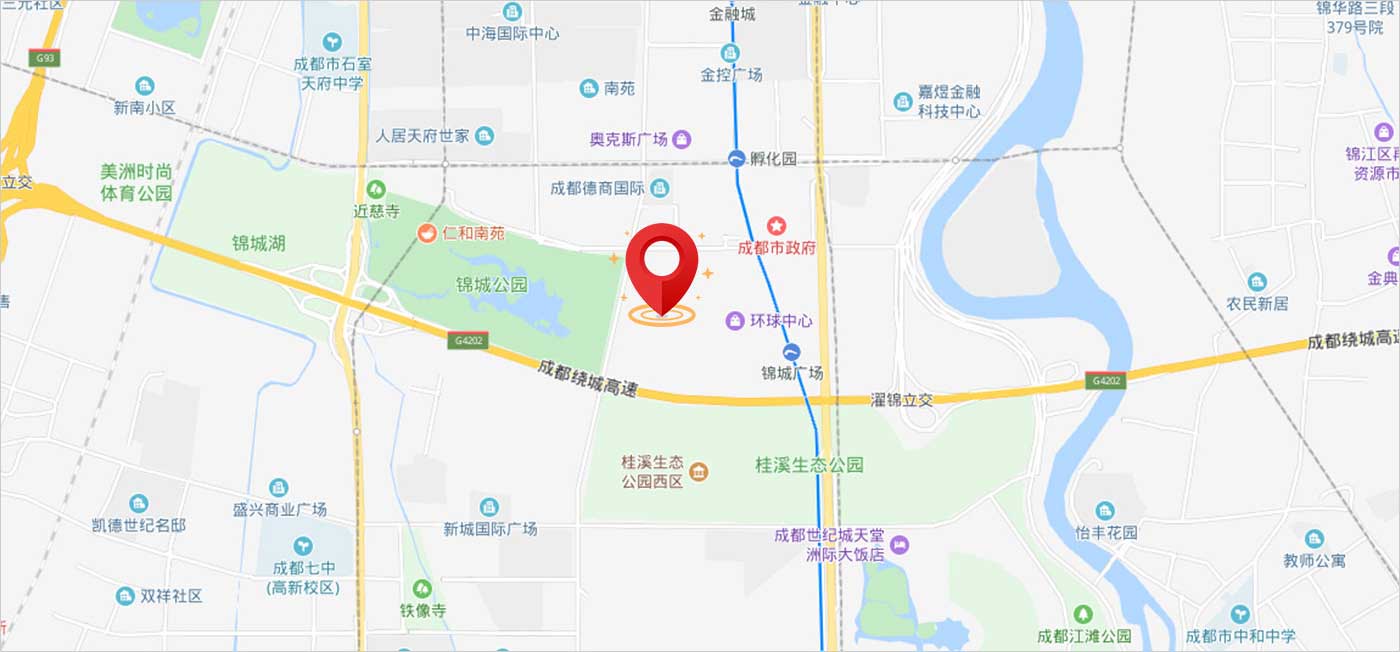 三元社区
金融城
锦华路三段
379号院
中海国际中心
G93
成都市石室
天府中学
金控广场
新南小区
南苑
嘉煜金融
科技中心
人居天府世家
奥克斯广场
孵化园
锦江区
资源市
美洲时尚
体育公园
立交
成都德商国际
近慈寺
仁和南苑
成都市政府
锦城湖
锦城公园
金典
农民新居
环球中心
G4202
成都绕城高速
锦城广场
成都绕城高速
G4202
濯锦立交
桂溪生态
公园西区
桂溪生态公园
盛兴商业广场
凯德世纪名邸
新城国际广场
怡丰花园
成都世纪城天堂
洲际大饭店
教师公寓
成都七中
(高新校区)
双祥社区
铁像寺
成都江滩公园
成都市中和中学